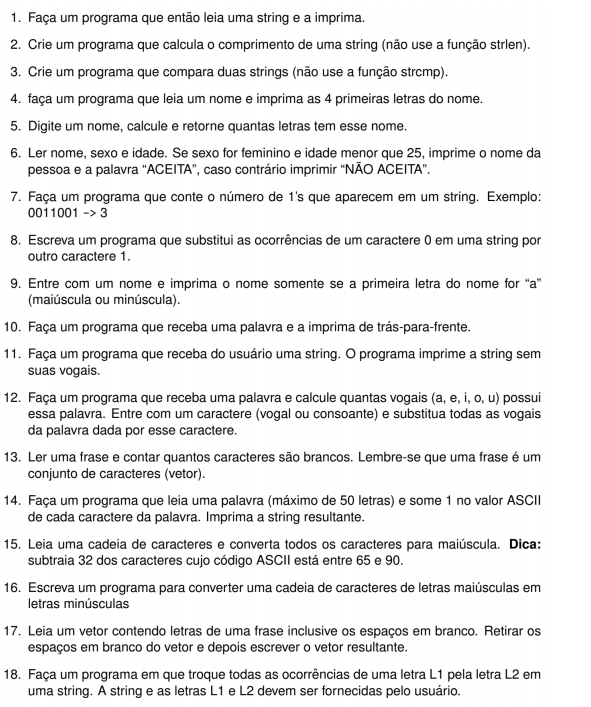 1. Faça um programa que então leia uma string e a imprima.
2. Crie um programa que calcula o comprimento de uma string (não use a função strlen).
3. Crie um programa que compara duas strings (não use a função strcmp).
4. faça um programa que leia um nome e imprima as 4 primeiras letras do nome.
5. Digite um nome, calcule e retorne quantas letras tem esse nome.
6. Ler nome, sexo e idade. Se sexo for feminino e idade menor que 25, imprime o nome da
pessoa e a palavra “ACEITA”, caso contrário imprimir “NÃO ACEITA”.
7. Faça um programa que conte o número de 1’s que aparecem em um string. Exemplo:
0011001 −> 3
8. Escreva um programa que substitui as ocorrências de um caractere 0 em uma string por
outro caractere 1.
9. Entre com um nome e imprima o nome somente se a primeira letra do nome for “a”
(maiúscula ou minúscula).
10. Faça um programa que receba uma palavra e a imprima de trás-para-frente.
11. Faça um programa que receba do usuário uma string. O programa imprime a string sem
suas vogais.
12. Faça um programa que receba uma palavra e calcule quantas vogais (a, e, i, o, u) possui
essa palavra. Entre com um caractere (vogal ou consoante) e substitua todas as vogais
da palavra dada por esse caractere.
13. Ler uma frase e contar quantos caracteres são brancos. Lembre-se que uma frase é um
conjunto de caracteres (vetor).
14. Faça um programa que leia uma palavra (máximo de 50 letras) e some 1 no valor ASCII
de cada caractere da palavra. Imprima a string resultante.
15. Leia uma cadeia de caracteres e converta todos os caracteres para maiúscula. Dica:
subtraia 32 dos caracteres cujo código ASCII está entre 65 e 90.
16. Escreva um programa para converter uma cadeia de caracteres de letras maiúsculas em
letras minúsculas
17. Leia um vetor contendo letras de uma frase inclusive os espaços em branco. Retirar os
espaços em branco do vetor e depois escrever o vetor resultante.
18. Faça um programa em que troque todas as ocorrências de uma letra L1 pela letra L2 em
uma string. A string e as letras L1 e L2 devem ser fornecidas pelo usuário.